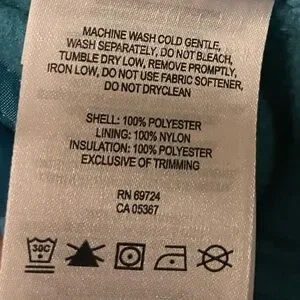 MACHINE WASH COLD GENTLE,
WASH SEPARATELY, DO NOT BLEACH,
TUMBLE DRY LOW, REMOVE PROMPTLY,
IRON LOW, DO NOT USE FABRIC SOFTENER,
DO NOT DRYCLEAN
SHELL: 100% POLYESTER
LINING: 100% NYLON
INSULATION: 100% POLYESTER
EXCLUSIVE OF TRIMMING
RN 69724
CA 05367
30C